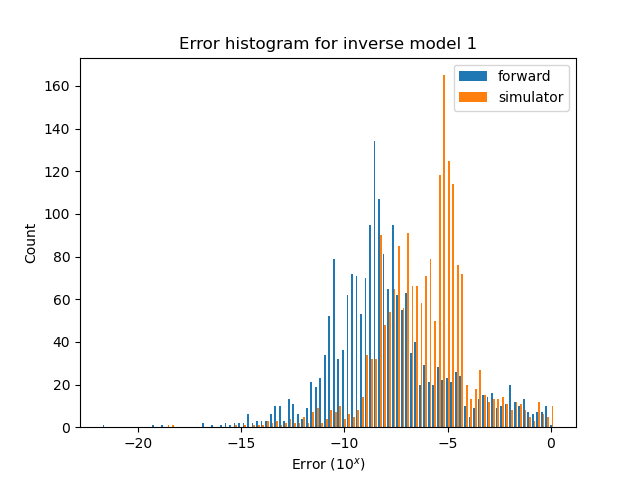 Error histogram for inverse model 1
forward
simulator
160
140
120
100
80
60
40
20
0
Count
−20
−15
−10
−5
0
Error (10^x)